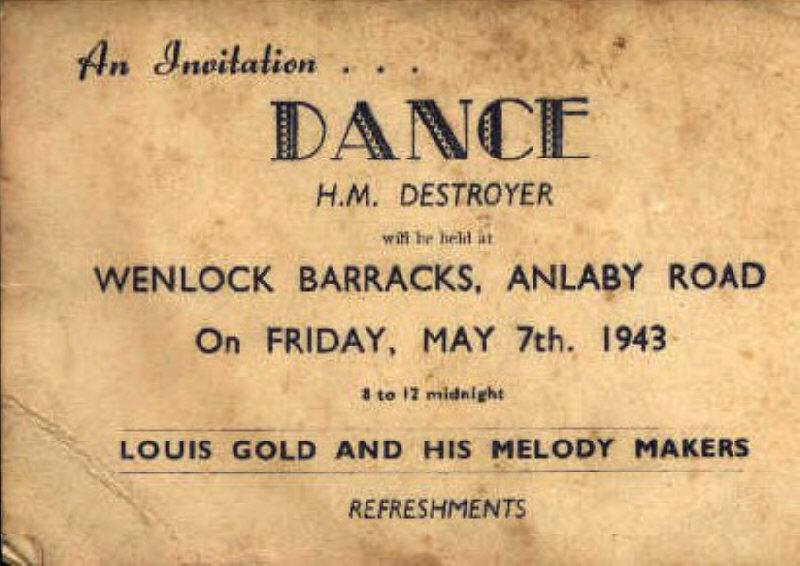 An Invitation . . .
DANCE
H.M. DESTROYER
will be held at
WENLOCK BARRACKS, ANLABY ROAD
On FRIDAY, MAY 7th. 1943
8 to 12 midnight
LOUIS GOLD AND HIS MELODY MAKERS
REFRESHMENTS